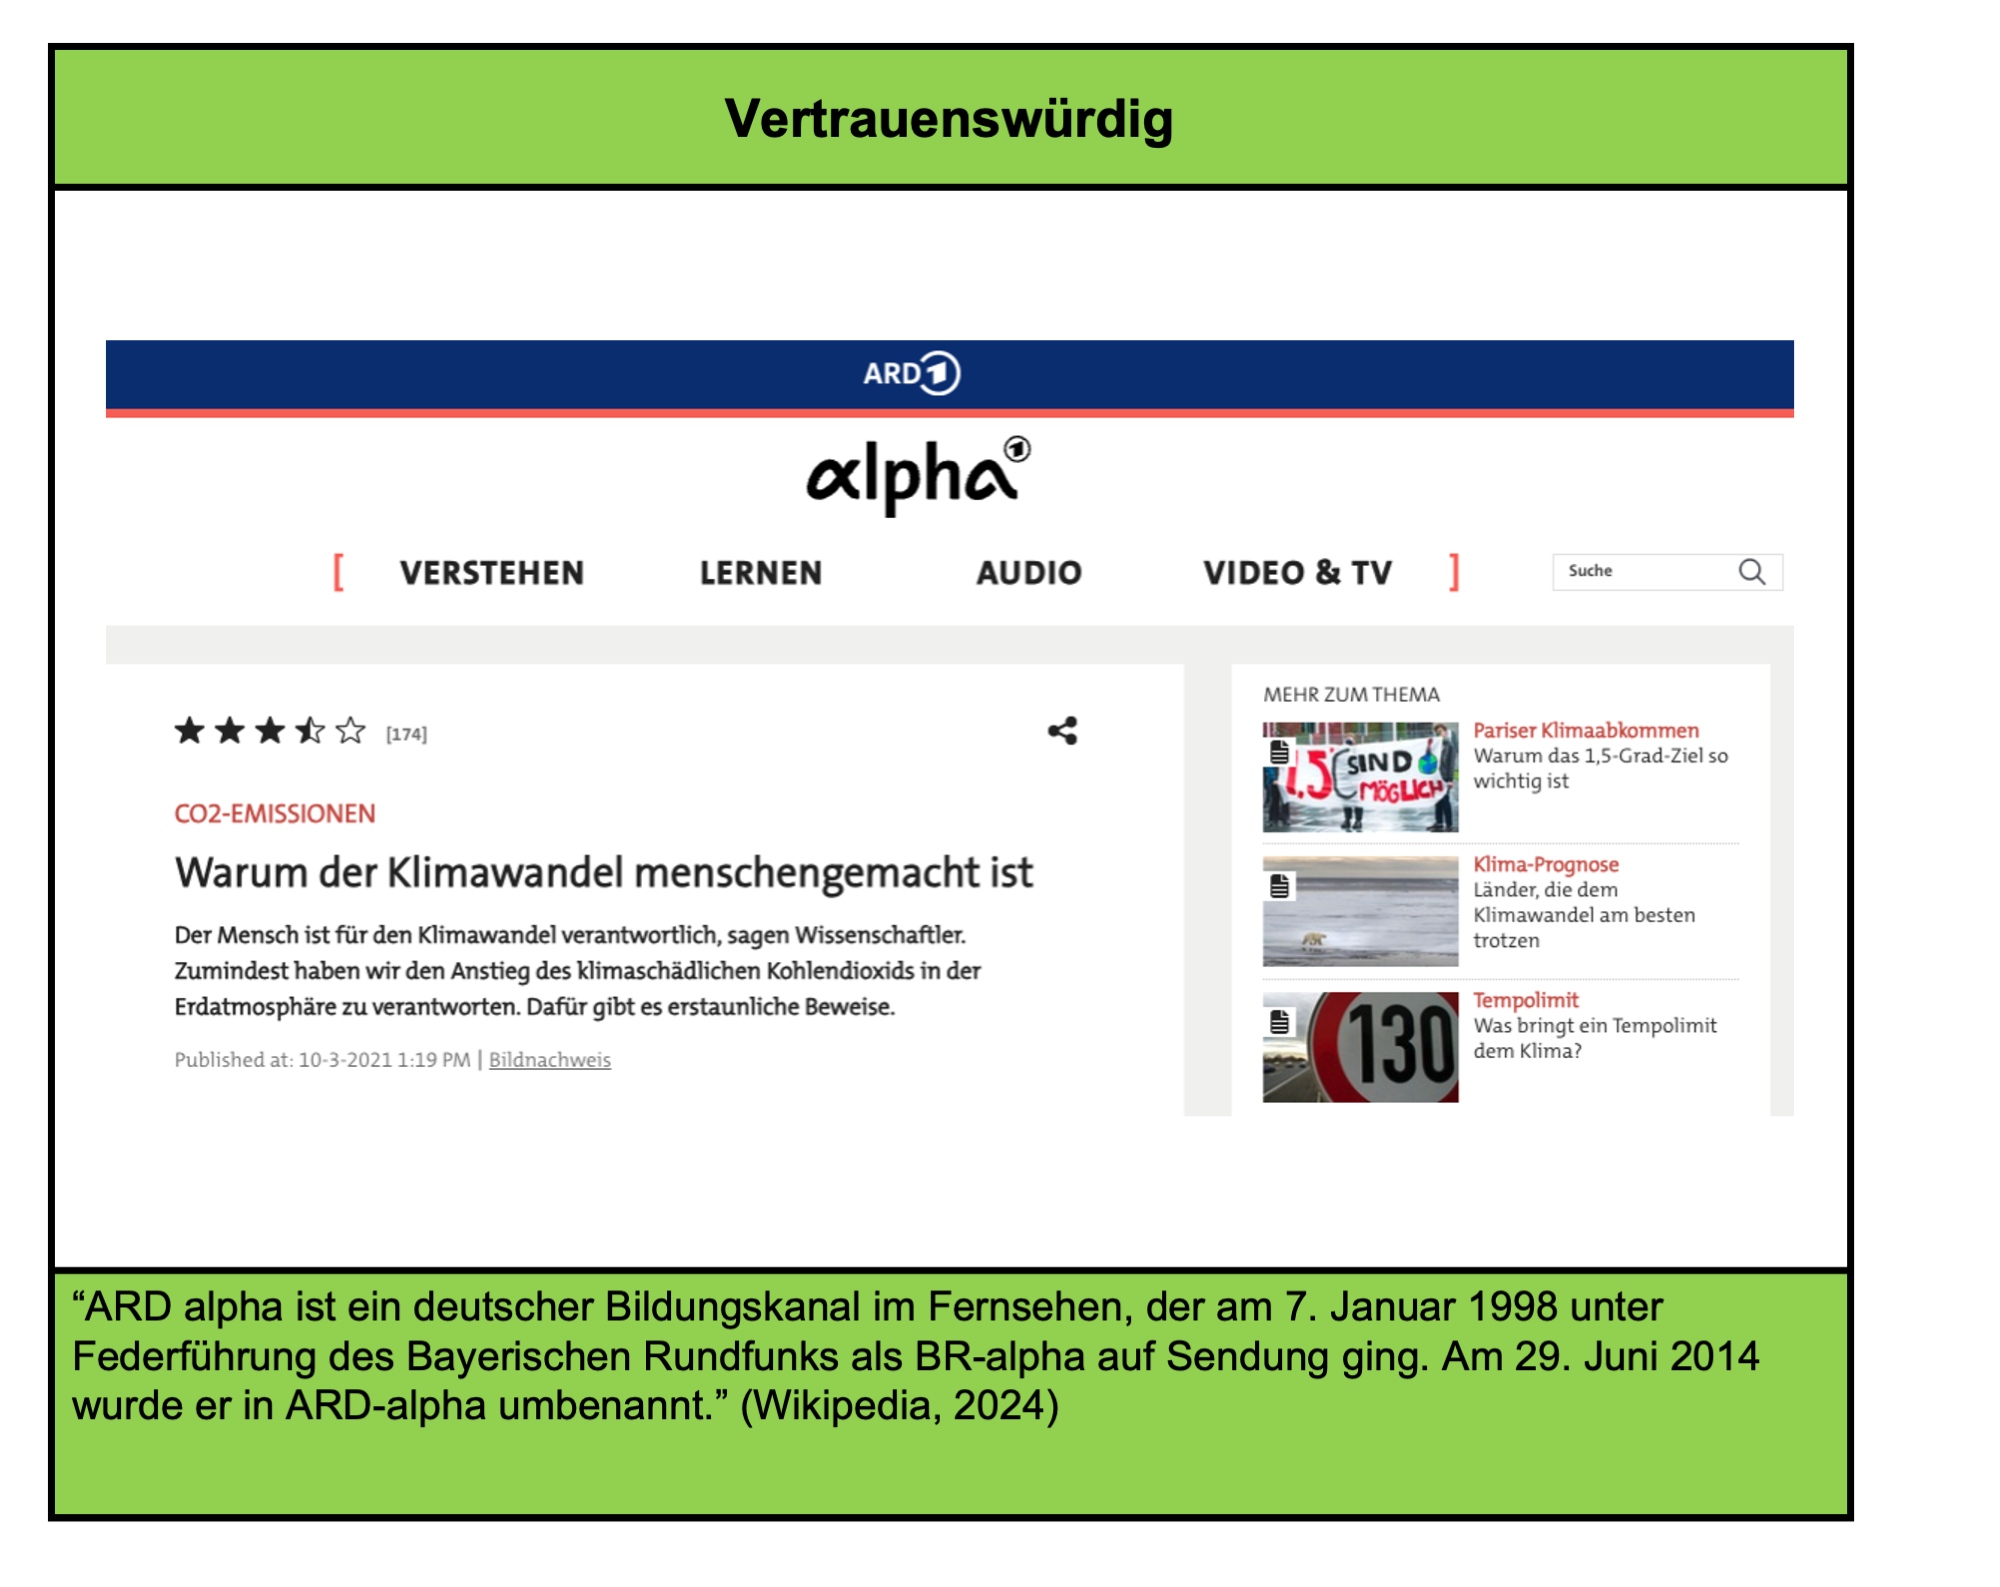 Vertrauenswürdig
ARD 1
alpha
[ VERSTEHEN LERNEN AUDIO VIDEO & TV ]
Suche
[174]
CO2-EMISSIONEN
Warum der Klimawandel menschengemacht ist
Der Mensch ist für den Klimawandel verantwortlich, sagen Wissenschaftler.
Zumindest haben wir den Anstieg des klimaschädlichen Kohlendioxids in der
Erdatmosphäre zu verantworten. Dafür gibt es erstaunliche Beweise.
Published at: 10-3-2021 1:19 PM | Bildnachweis
MEHR ZUM THEMA
1,5°C SIND
MÖGLICH
Pariser Klimaabkommen
Warum das 1,5-Grad-Ziel so
wichtig ist
Klima-Prognose
Länder, die dem
Klimawandel am besten
trotzen
130
Tempolimit
Was bringt ein Tempolimit
dem Klima?
“ARD alpha ist ein deutscher Bildungskanal im Fernsehen, der am 7. Januar 1998 unter
Federführung des Bayerischen Rundfunks als BR-alpha auf Sendung ging. Am 29. Juni 2014
wurde er in ARD-alpha umbenannt.” (Wikipedia, 2024)